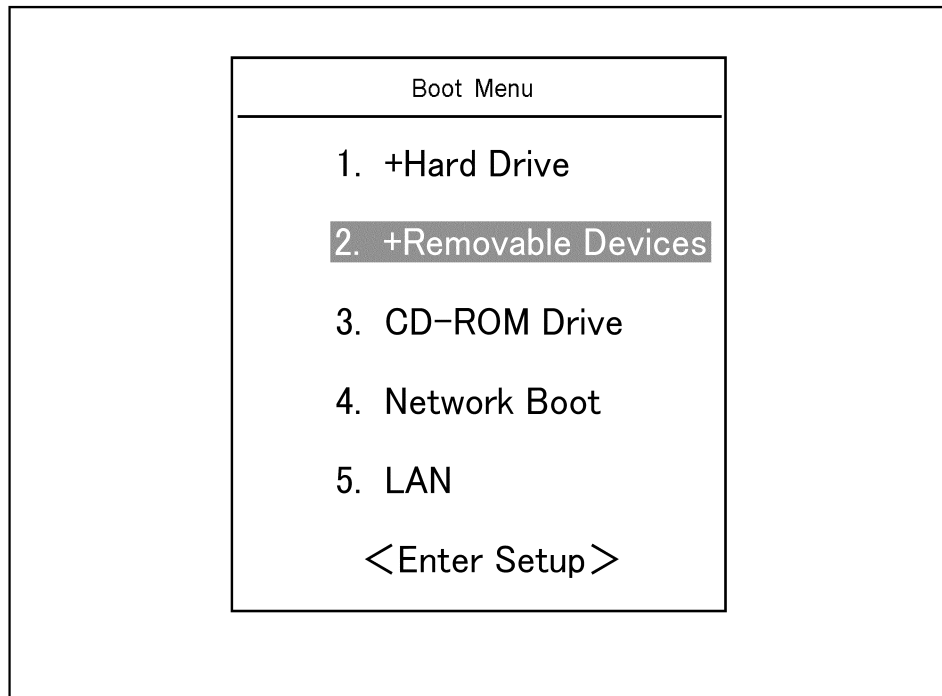 Boot Menu
1. +Hard Drive
2. +Removable Devices
3. CD-ROM Drive
4. Network Boot
5. LAN
<Enter Setup>